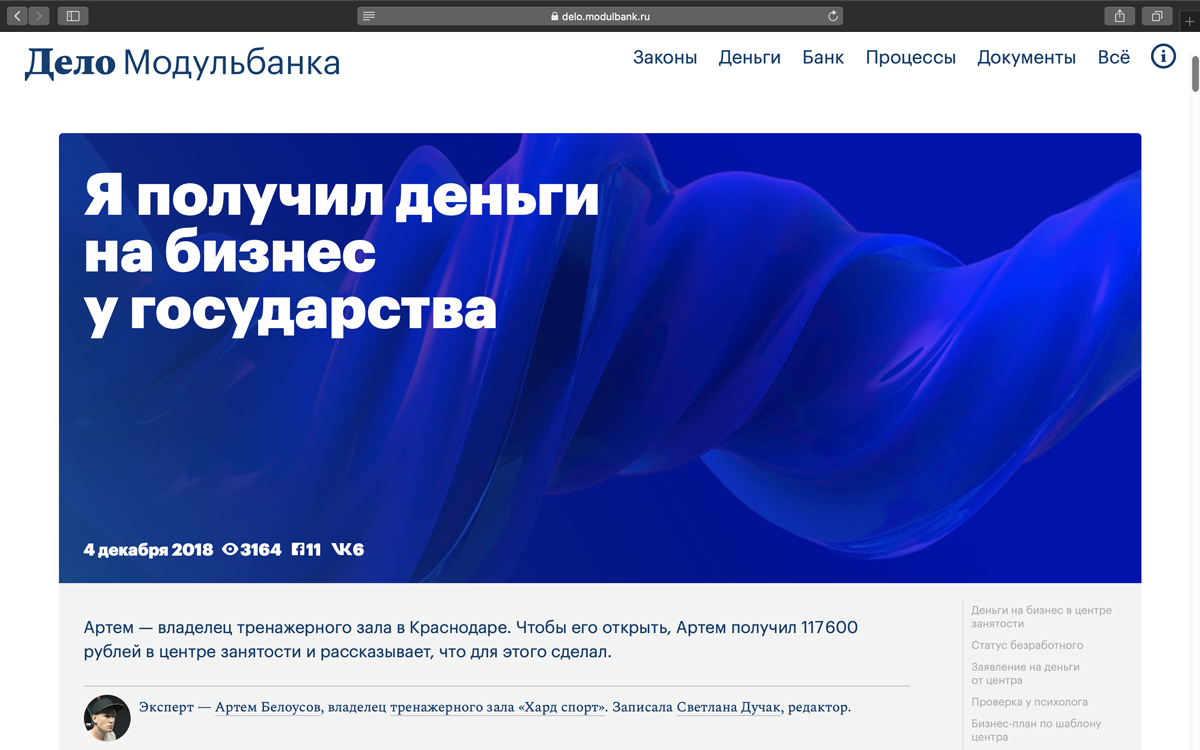 delo.modulbank.ru
Дело Модульбанка
Законы Деньги Банк Процессы Документы Всё i
Я получил деньги
на бизнес
у государства
4 декабря 2018 3164 11 6
Артем — владелец тренажерного зала в Краснодаре. Чтобы его открыть, Артем получил 117 600
рублей в центре занятости и рассказывает, что для этого сделал.
Эксперт — Артем Белоусов, владелец тренажерного зала «Хард спорт». Записала Светлана Дучак, редактор.
Деньги на бизнес в центре
занятости
Статус безработного
Заявление на деньги
от центра
Проверка у психолога
Бизнес-план по шаблону
центра